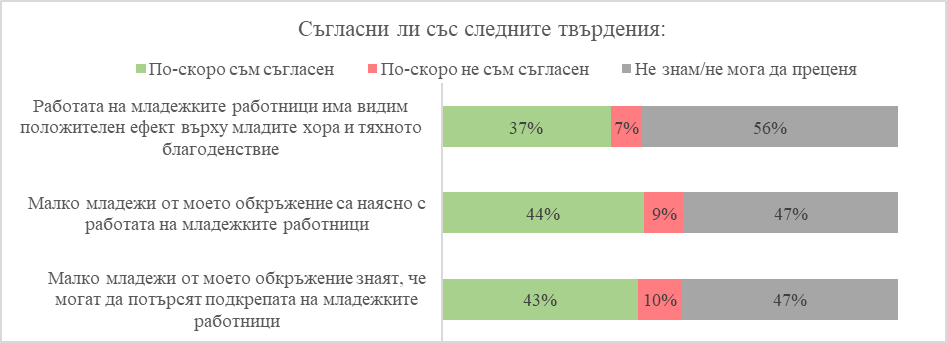 Съгласни ли със следните твърдения:
По-скоро съм съгласен По-скоро не съм съгласен Не знам/не мога да преценя
Работата на младежките работници има видим
положителен ефект върху младите хора и тяхното
благоденствие
37% 7% 56%
Малко младежи от моето обкръжение са наясно с
работата на младежките работници
44% 9% 47%
Малко младежи от моето обкръжение знаят, че
могат да потърсят подкрепата на младежките
работници
43% 10% 47%